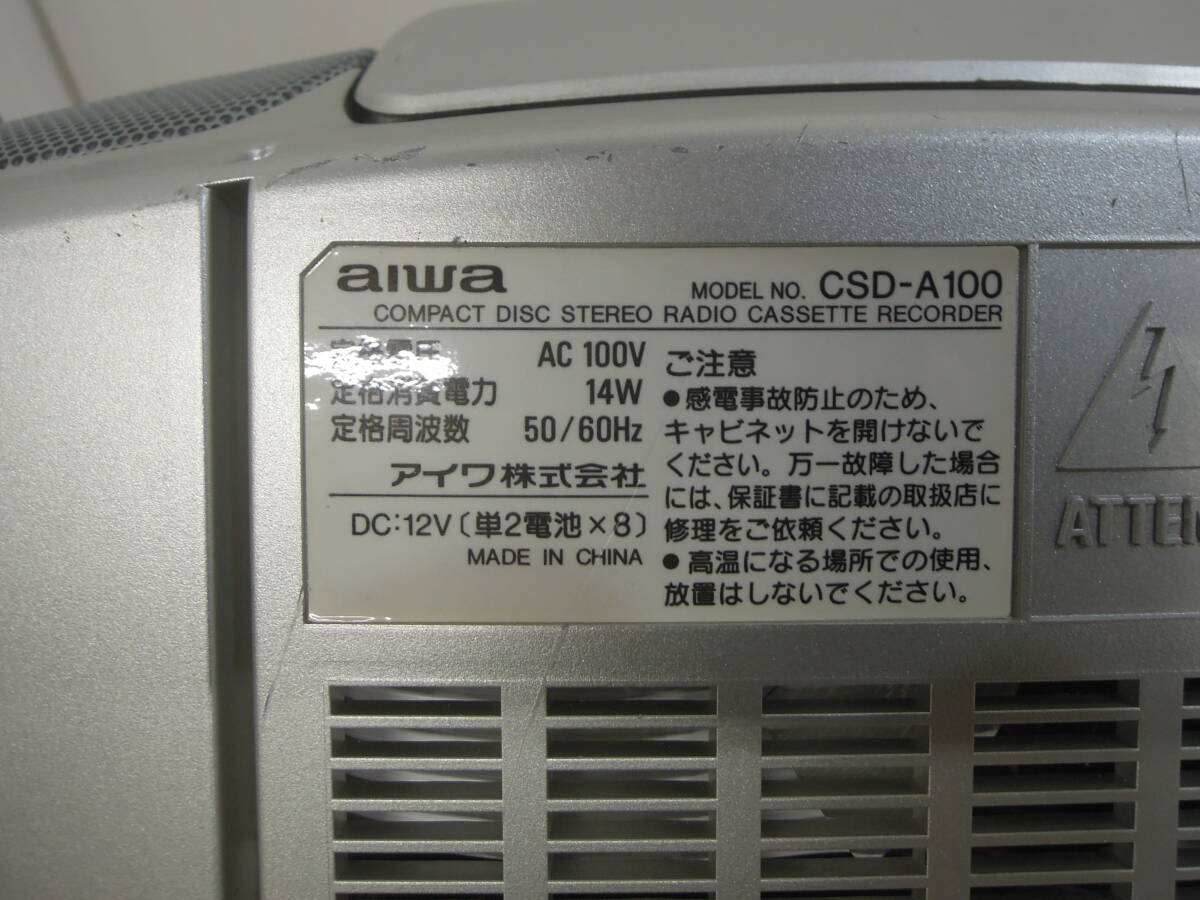 aiwa
MODEL NO. CSD-A100
COMPACT DISC STEREO RADIO CASSETTE RECORDER
定格電圧 AC 100V
定格消費電力 14W
定格周波数 50/60Hz
アイワ株式会社
DC:12V〔単2電池×8〕
MADE IN CHINA
ご注意
●感電事故防止のため、
キャビネットを開けないで
ください。万一故障した場合
には、保証書に記載の取扱店に
修理をご依頼ください。
●高温になる場所での使用、
放置はしないでください。